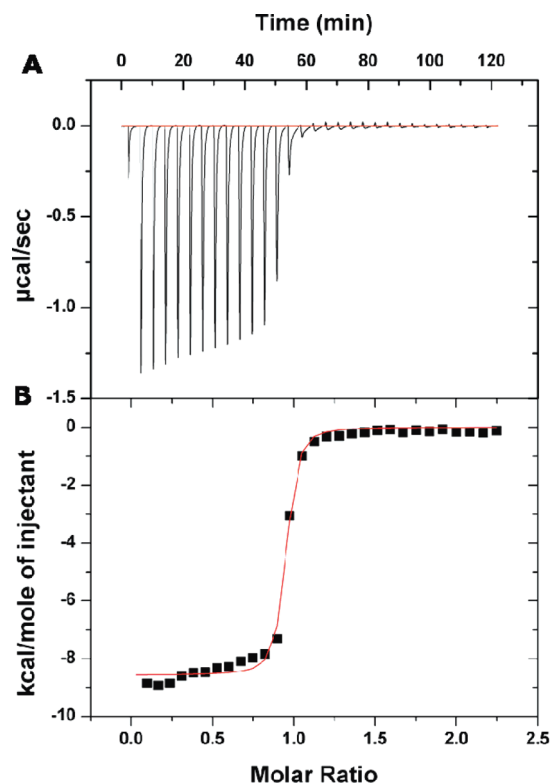 Time (min)
0 20 40 60 80 100 120
A
0.0
-0.5
-1.0
-1.5
µcal/sec
B
0
-2
-4
-6
-8
-10
kcal/mole of injectant
0.0 0.5 1.0 1.5 2.0 2.5
Molar Ratio